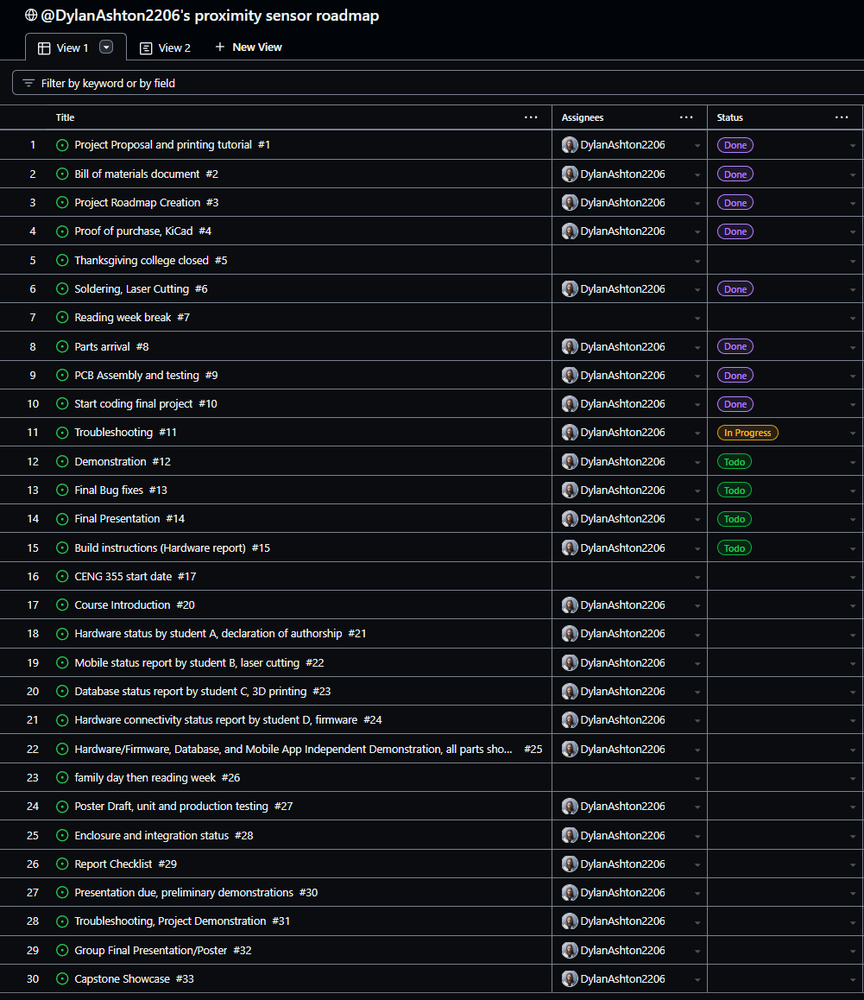 @DylanAshton2206's proximity sensor roadmap
View 1 View 2 New View
Filter by keyword or by field
Title Assignees Status
1 Project Proposal and printing tutorial #1 DylanAshton2206 Done
2 Bill of materials document #2 DylanAshton2206 Done
3 Project Roadmap Creation #3 DylanAshton2206 Done
4 Proof of purchase, KiCad #4 DylanAshton2206 Done
5 Thanksgiving college closed #5
6 Soldering, Laser Cutting #6 DylanAshton2206 Done
7 Reading week break #7
8 Parts arrival #8 DylanAshton2206 Done
9 PCB Assembly and testing #9 DylanAshton2206 Done
10 Start coding final project #10 DylanAshton2206 Done
11 Troubleshooting #11 DylanAshton2206 In Progress
12 Demonstration #12 DylanAshton2206 Todo
13 Final Bug fixes #13 DylanAshton2206 Todo
14 Final Presentation #14 DylanAshton2206 Todo
15 Build instructions (Hardware report) #15 DylanAshton2206 Todo
16 CENG 355 start date #17
17 Course Introduction #20 DylanAshton2206
18 Hardware status by student A, declaration of authorship #21 DylanAshton2206
19 Mobile status report by student B, laser cutting #22 DylanAshton2206
20 Database status report by student C, 3D printing #23 DylanAshton2206
21 Hardware connectivity status report by student D, firmware #24 DylanAshton2206
22 Hardware/Firmware, Database, and Mobile App Independent Demonstration, all parts sho... #25 DylanAshton2206
23 family day then reading week #26
24 Poster Draft, unit and production testing #27 DylanAshton2206
25 Enclosure and integration status #28 DylanAshton2206
26 Report Checklist #29 DylanAshton2206
27 Presentation due, preliminary demonstrations #30 DylanAshton2206
28 Troubleshooting, Project Demonstration #31 DylanAshton2206
29 Group Final Presentation/Poster #32 DylanAshton2206
30 Capstone Showcase #33 DylanAshton2206